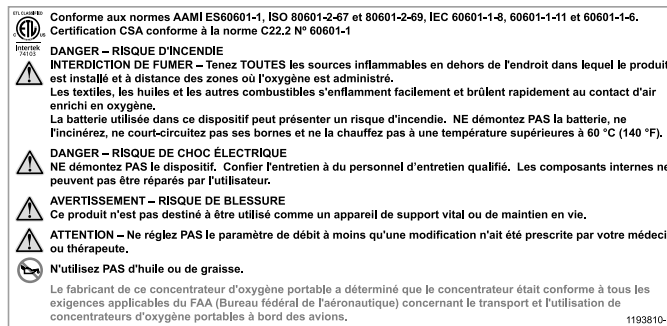 ETL CLASSIFIED
C
US
Intertek
74103
Conforme aux normes AAMI ES60601-1, ISO 80601-2-67 et 80601-2-69, IEC 60601-1-8, 60601-1-11 et 60601-1-6.
Certification CSA conforme à la norme C22.2 Nº 60601-1
DANGER – RISQUE D'INCENDIE
INTERDICTION DE FUMER – Tenez TOUTES les sources inflammables en dehors de l'endroit dans lequel le produit
est installé et à distance des zones où l'oxygène est administré.
Les textiles, les huiles et les autres combustibles s'enflamment facilement et brûlent rapidement au contact d'air
enrichi en oxygène.
La batterie utilisée dans ce dispositif peut présenter un risque d'incendie. NE démontez PAS la batterie, ne
l'incinérez, ne court-circuitez pas ses bornes et ne la chauffez pas à une température supérieures à 60 °C (140 °F).
DANGER – RISQUE DE CHOC ÉLECTRIQUE
NE démontez PAS le dispositif. Confier l'entretien à du personnel d'entretien qualifié. Les composants internes ne
peuvent pas être réparés par l'utilisateur.
AVERTISSEMENT – RISQUE DE BLESSURE
Ce produit n'est pas destiné à être utilisé comme un appareil de support vital ou de maintien en vie.
ATTENTION – Ne réglez PAS le paramètre de débit à moins qu'une modification n'ait été prescrite par votre médeci
ou thérapeute.
N'utilisez PAS d'huile ou de graisse.
Le fabricant de ce concentrateur d'oxygène portable a déterminé que le concentrateur était conforme à tous les
exigences applicables du FAA (Bureau fédéral de l'aéronautique) concernant le transport et l'utilisation de
concentrateurs d'oxygène portables à bord des avions.
1193810-